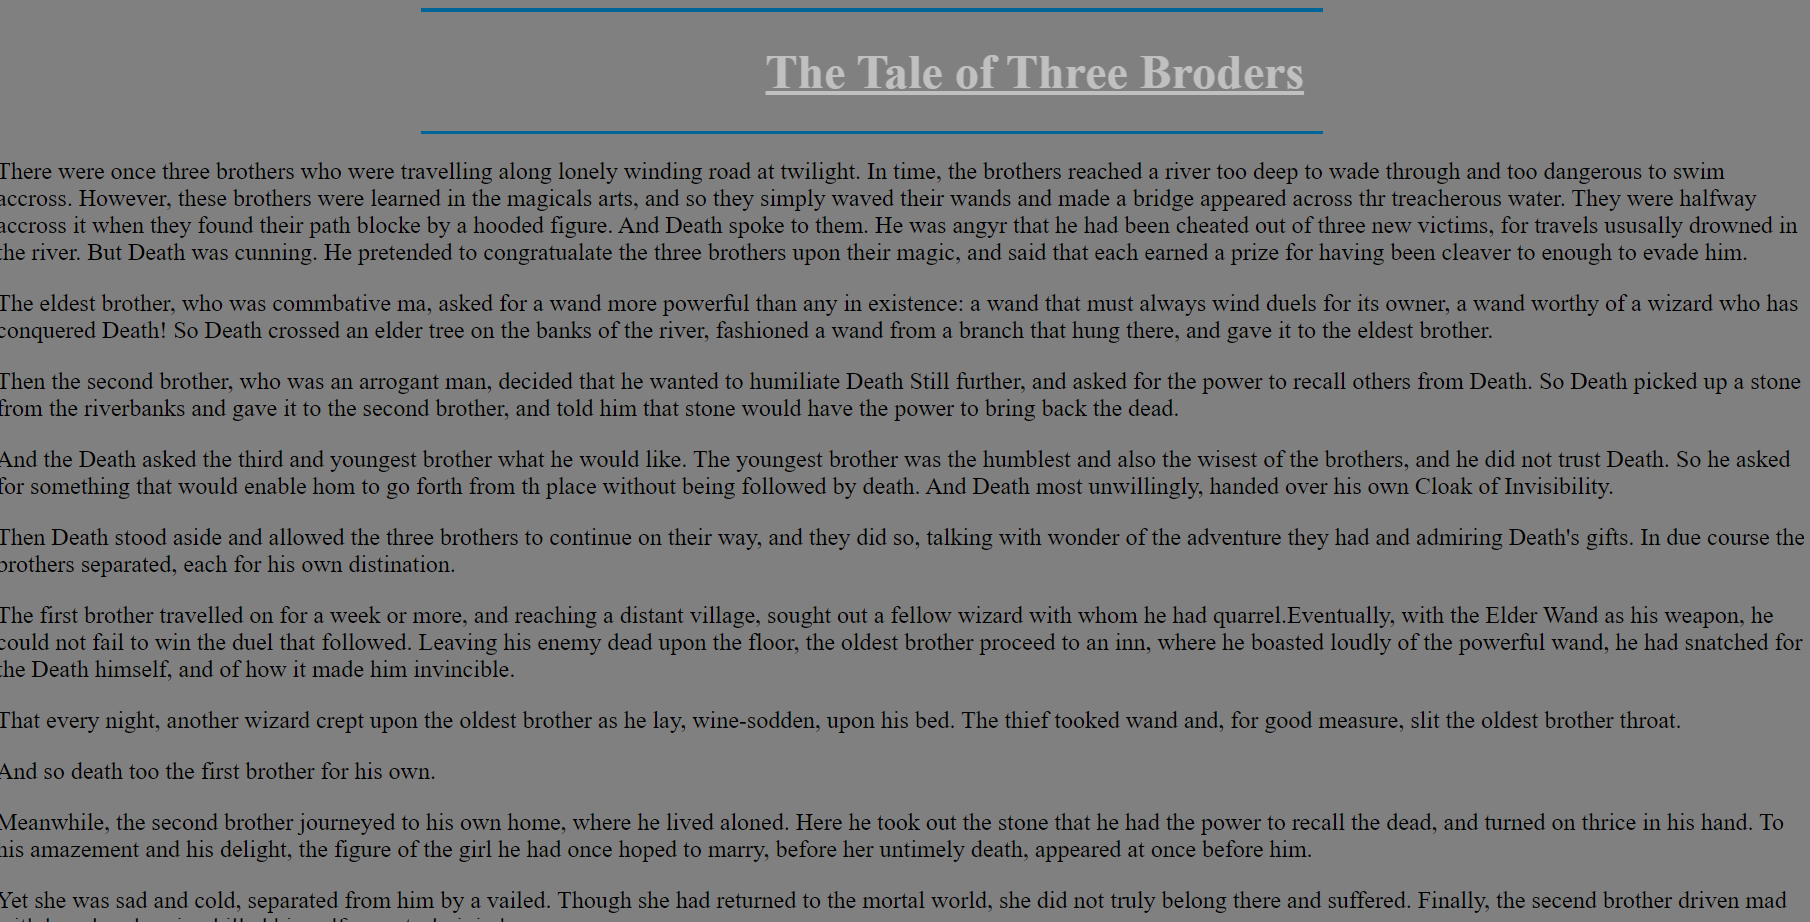 The Tale of Three Broders
There were once three brothers who were travelling along lonely winding road at twilight. In time, the brothers reached a river too deep to wade through and too dangerous to swim
accross. However, these brothers were learned in the magicals arts, and so they simply waved their wands and made a bridge appeared across thr treacherous water. They were halfway
accross it when they found their path blocke by a hooded figure. And Death spoke to them. He was angyr that he had been cheated out of three new victims, for travels ususally drowned in
the river. But Death was cunning. He pretended to congratualate the three brothers upon their magic, and said that each earned a prize for having been cleaver to enough to evade him.
The eldest brother, who was commbative ma, asked for a wand more powerful than any in existence: a wand that must always wind duels for its owner, a wand worthy of a wizard who has
conquered Death! So Death crossed an elder tree on the banks of the river, fashioned a wand from a branch that hung there, and gave it to the eldest brother.
Then the second brother, who was an arrogant man, decided that he wanted to humiliate Death Still further, and asked for the power to recall others from Death. So Death picked up a stone
from the riverbanks and gave it to the second brother, and told him that stone would have the power to bring back the dead.
And the Death asked the third and youngest brother what he would like. The youngest brother was the humblest and also the wisest of the brothers, and he did not trust Death. So he asked
for something that would enable hom to go forth from th place without being followed by death. And Death most unwillingly, handed over his own Cloak of Invisibility.
Then Death stood aside and allowed the three brothers to continue on their way, and they did so, talking with wonder of the adventure they had and admiring Death's gifts. In due course the
brothers separated, each for his own distination.
The first brother travelled on for a week or more, and reaching a distant village, sought out a fellow wizard with whom he had quarrel.Eventually, with the Elder Wand as his weapon, he
could not fail to win the duel that followed. Leaving his enemy dead upon the floor, the oldest brother proceed to an inn, where he boasted loudly of the powerful wand, he had snatched for
the Death himself, and of how it made him invincible.
That every night, another wizard crept upon the oldest brother as he lay, wine-sodden, upon his bed. The thief tooked wand and, for good measure, slit the oldest brother throat.
And so death too the first brother for his own.
Meanwhile, the second brother journeyed to his own home, where he lived aloned. Here he took out the stone that he had the power to recall the dead, and turned on thrice in his hand. To
his amazement and his delight, the figure of the girl he had once hoped to marry, before her untimely death, appeared at once before him.
Yet she was sad and cold, separated from him by a vailed. Though she had returned to the mortal world, she did not truly belong there and suffered. Finally, the secend brother driven mad